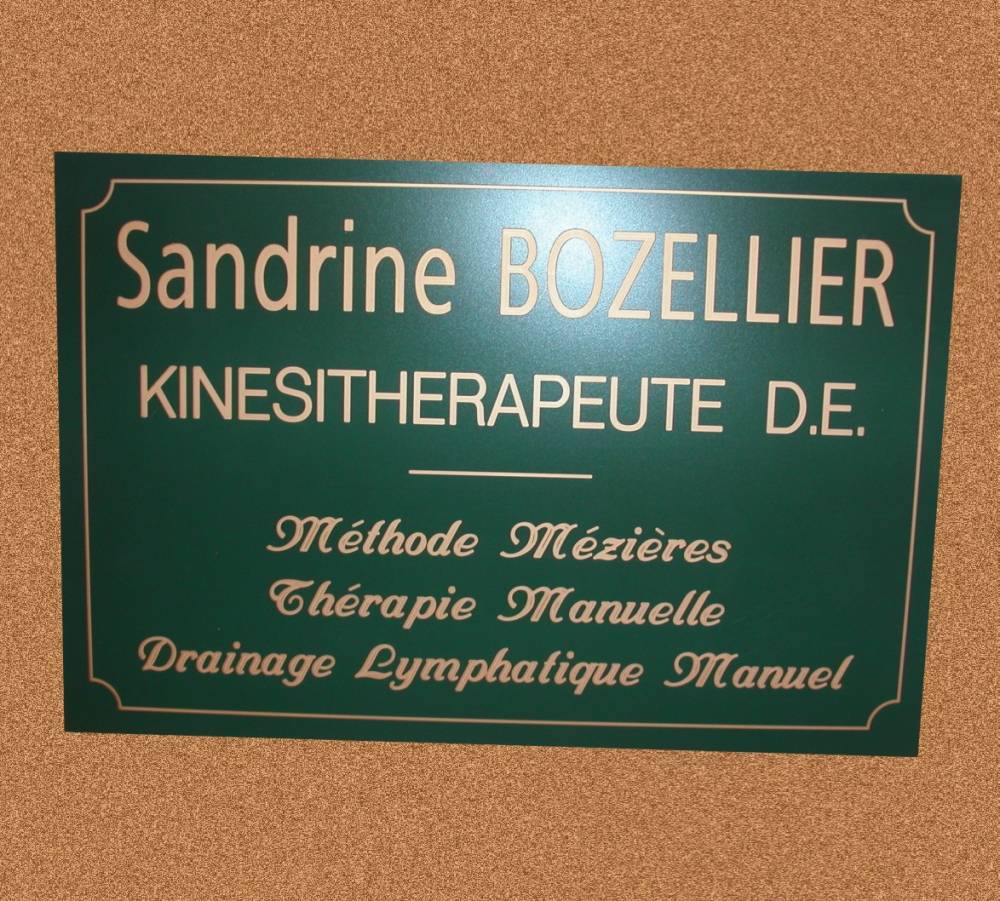 Sandrine BOZELLIER
KINESITHERAPEUTE D.E.
Méthode Mézières
Thérapie Manuelle
Drainage Lymphatique Manuel